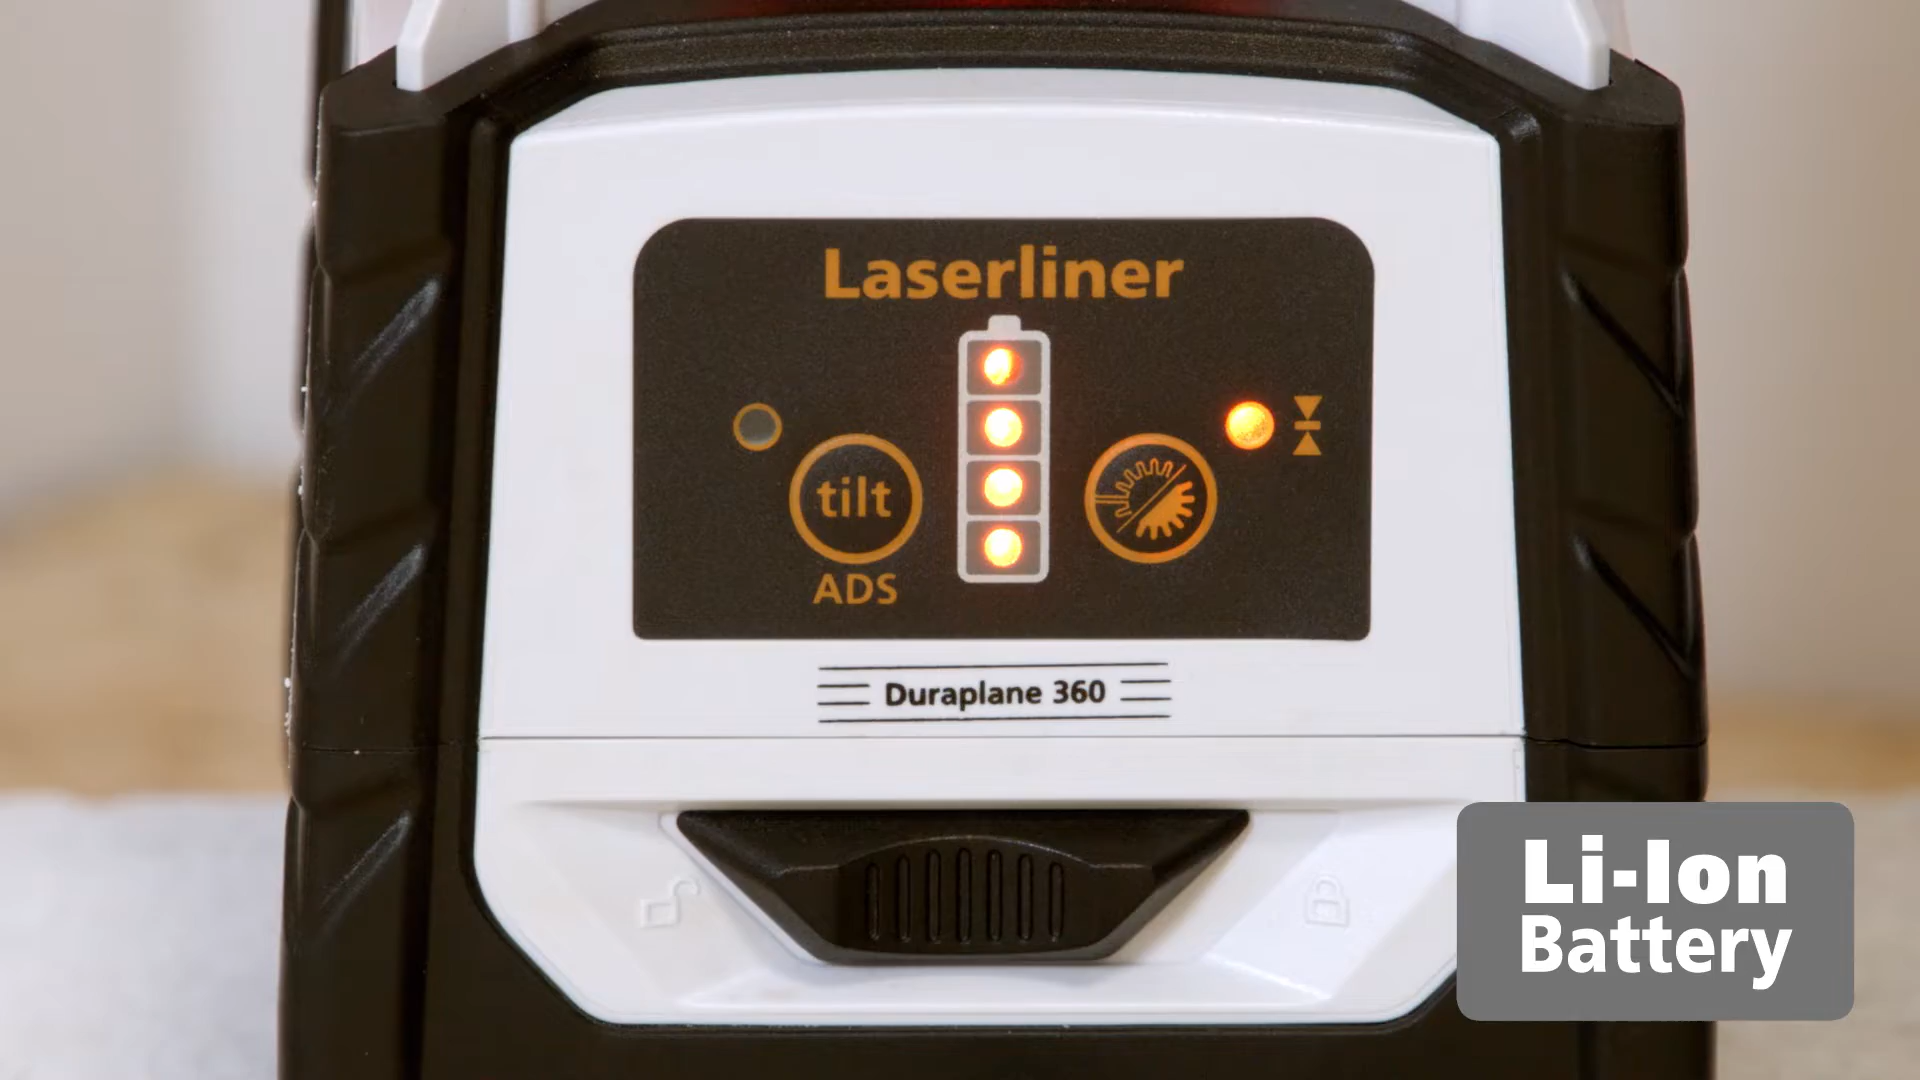 Laserliner
tilt
ADS
Duraplane 360
Li-Ion
Battery